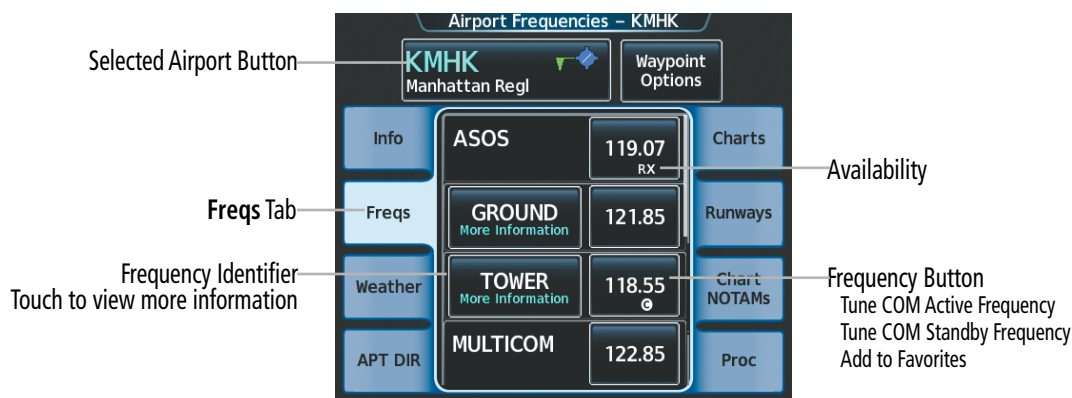 Airport Frequencies – KMHK
Selected Airport Button
KMHK
Manhattan Regl
Waypoint
Options
Info
ASOS
119.07
RX
Charts
Availability
Freqs Tab
Freqs
GROUND
More Information
121.85
Runways
Frequency Identifier
Touch to view more information
Weather
TOWER
More Information
118.55
C
Chart
NOTAMs
Frequency Button
Tune COM Active Frequency
Tune COM Standby Frequency
Add to Favorites
APT DIR
MULTICOM
122.85
Proc